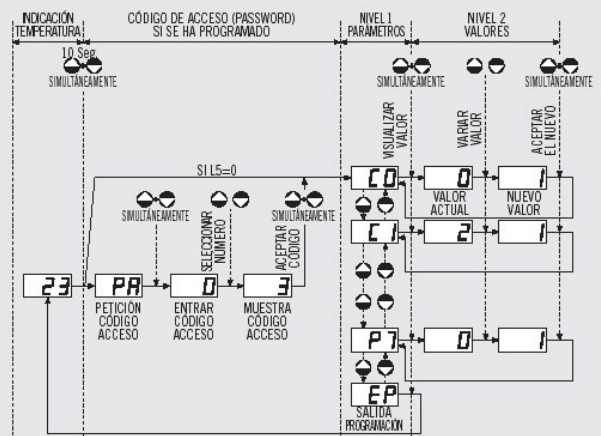 INDICACIÓN
TEMPERATURA
CÓDIGO DE ACCESO (PASSWORD)
SI SE HA PROGRAMADO
NIVEL 1
PARÁMETROS
NIVEL 2
VALORES
10 Seg.
SIMULTÁNEAMENTE
SIMULTÁNEAMENTE
SIMULTÁNEAMENTE
VISUALIZAR
VALOR
VARIAR
VALOR
ACEPTAR
EL NUEVO
SI L5=0
C0
0
1
VALOR
ACTUAL
NUEVO
VALOR
SIMULTÁNEAMENTE
SELECCIONAR
NÚMERO
SIMULTÁNEAMENTE
ACEPTAR
CÓDIGO
C1
2
1
23
PA
0
3
PETICIÓN
CÓDIGO
ACCESO
ENTRAR
CÓDIGO
ACCESO
MUESTRA
CÓDIGO
ACCESO
P7
0
1
EP
SALIDA
PROGRAMACIÓN